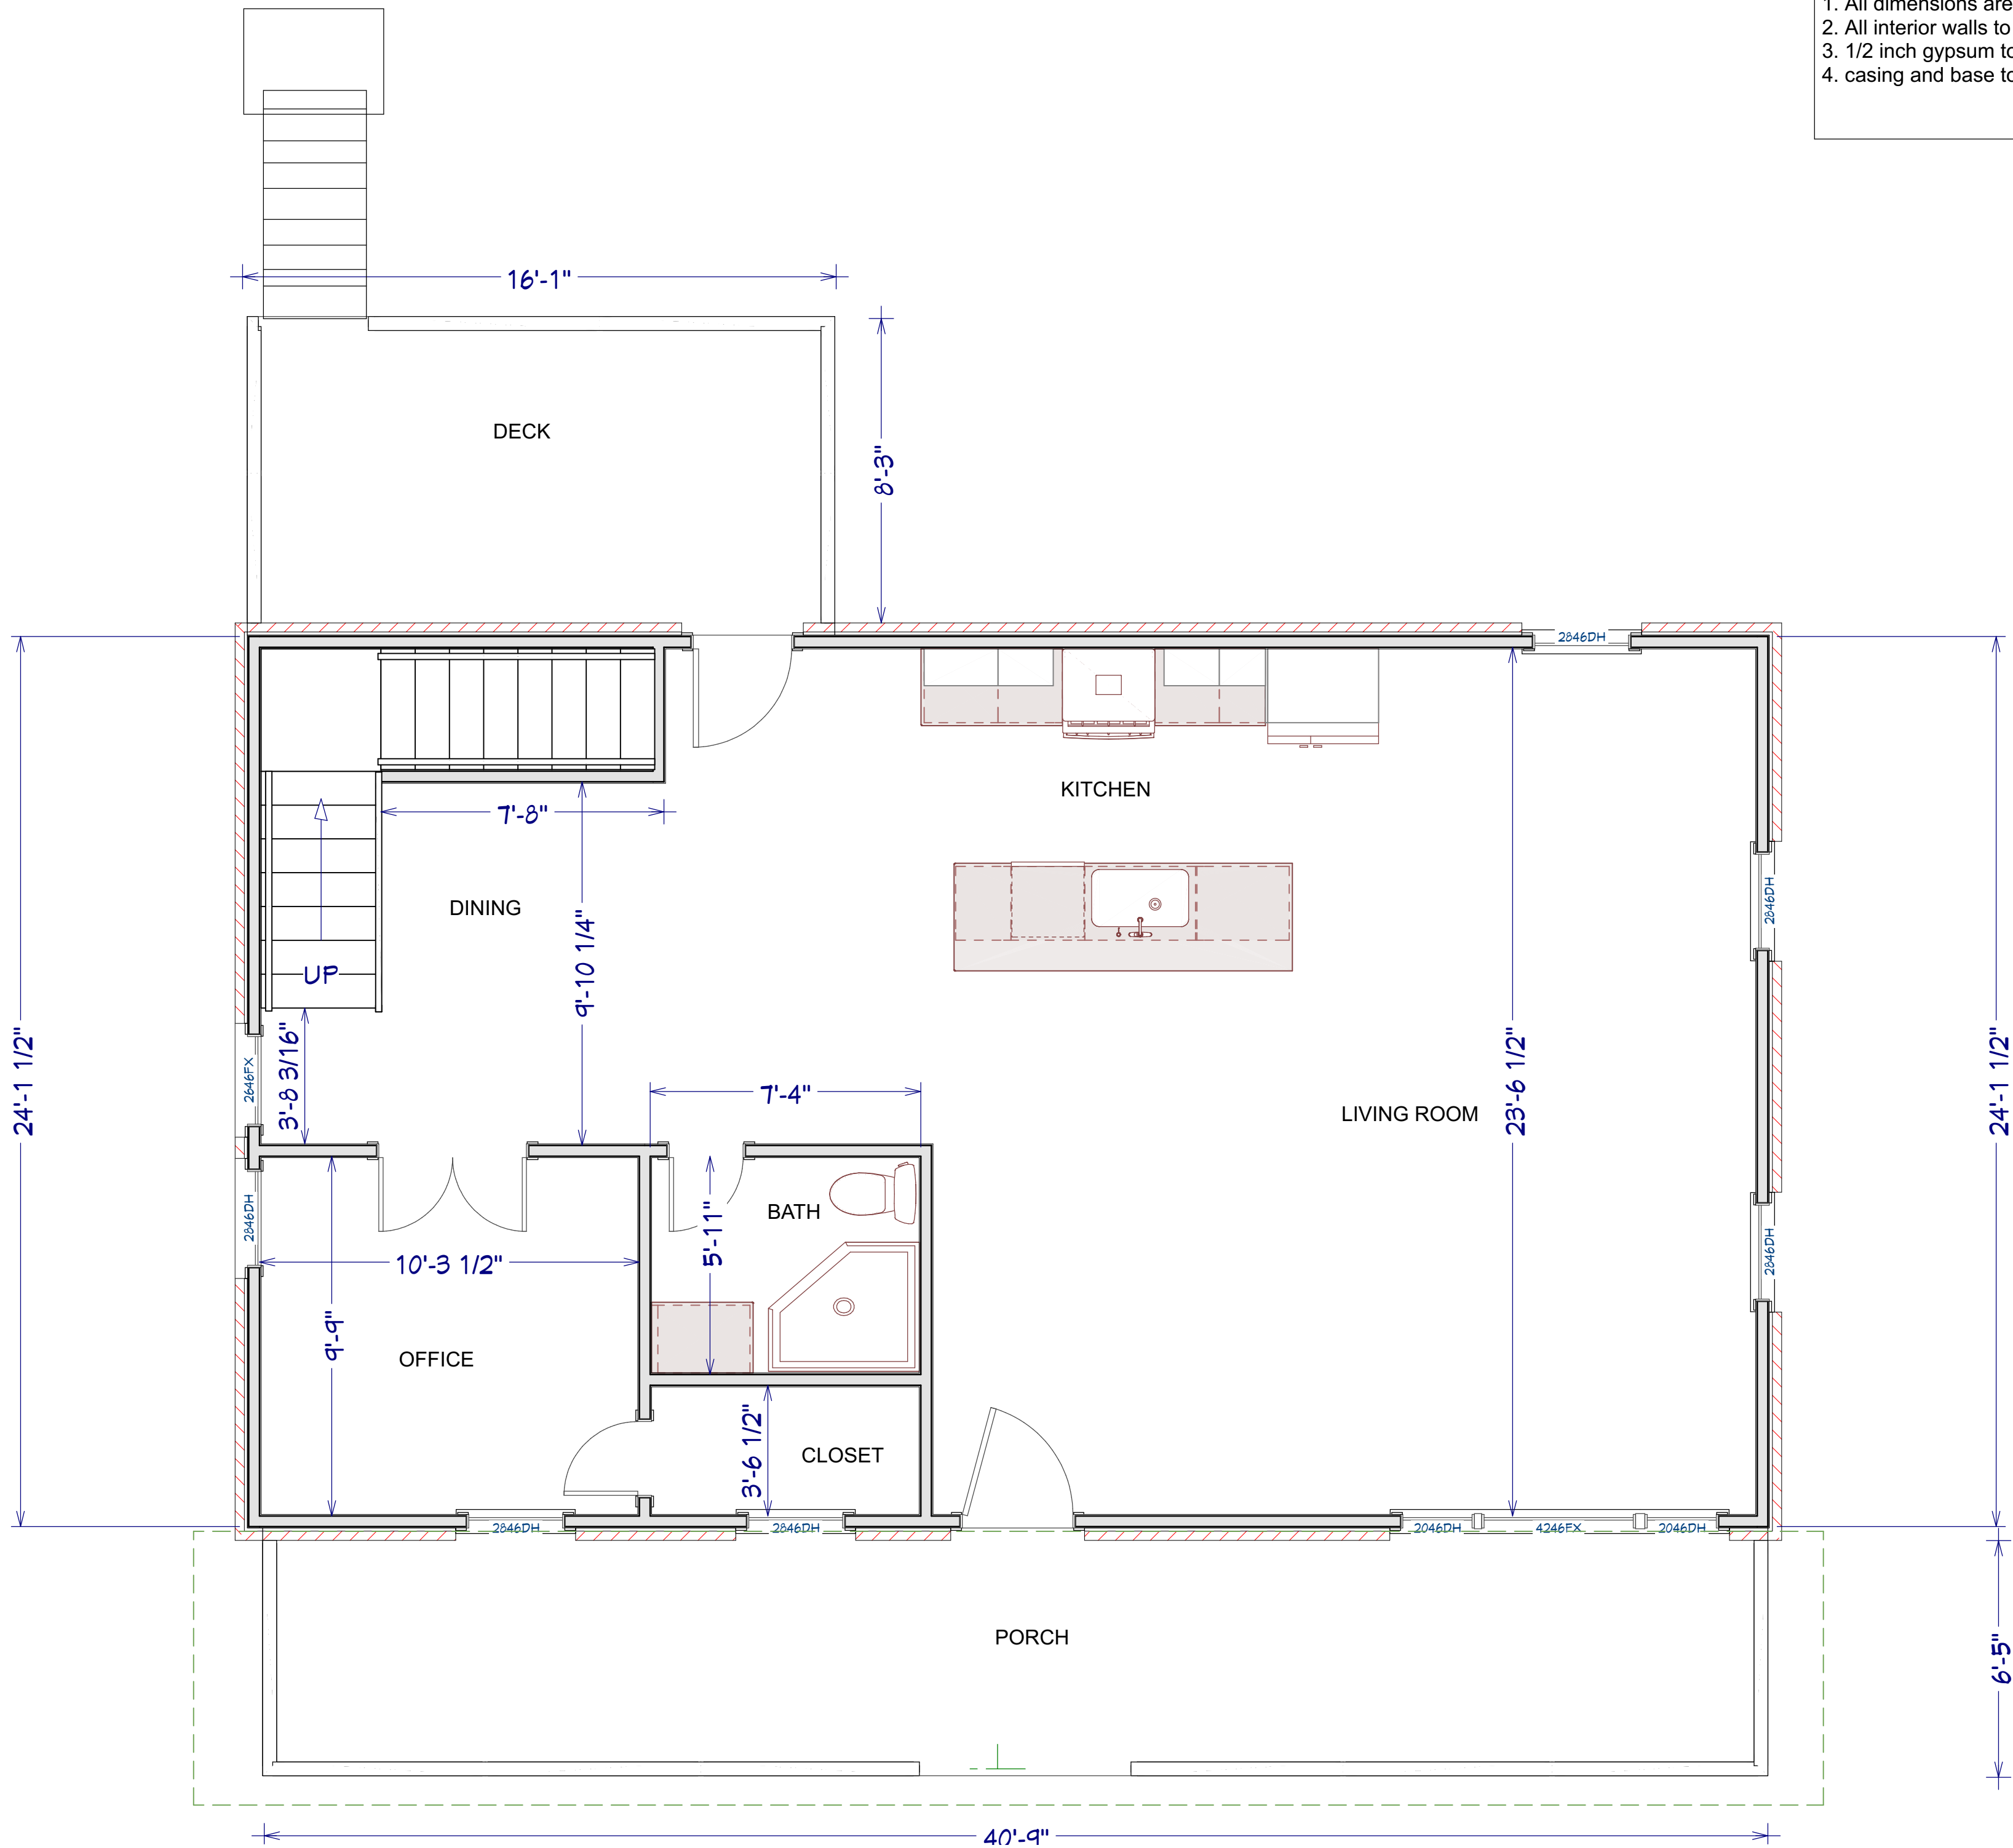 1. All dimensions are
2. All interior walls to
3. 1/2 inch gypsum to
4. casing and base to
16'-1"
DECK
8'-3"
2846DH
KITCHEN
7'-8"
2846DH
DINING
9'-10 1/4"
UP
24'-1 1/2"
3'-8 3/16"
2646FX
7'-4"
LIVING ROOM
23'-6 1/2"
24'-1 1/2"
2846DH
BATH
5'-11"
2846DH
10'-3 1/2"
9'-9"
OFFICE
3'-6 1/2"
CLOSET
2846DH
2846DH
2046DH
4246FX
2046DH
PORCH
6'-5"
40'-9"